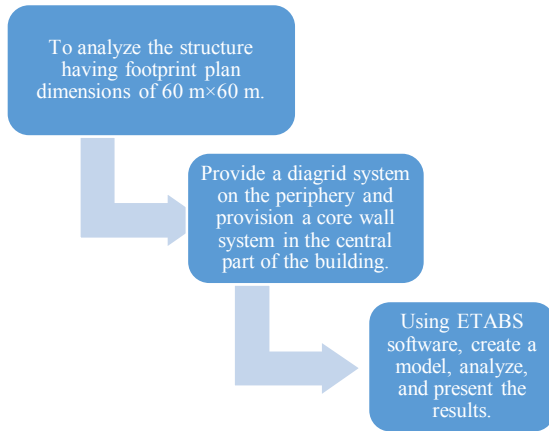 To analyze the structure
having footprint plan
dimensions of 60 m×60 m.
Provide a diagrid system
on the periphery and
provision a core wall
system in the central
part of the building.
Using ETABS
software, create a
model, analyze,
and present the
results.